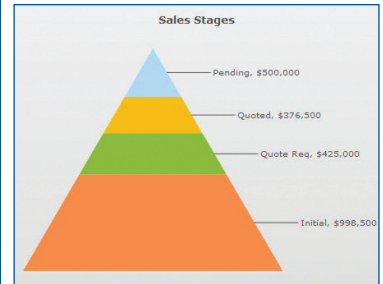 Sales Stages
Pending, $500,000
Quoted, $376,500
Quote Req, $425,000
Initial, $998,500